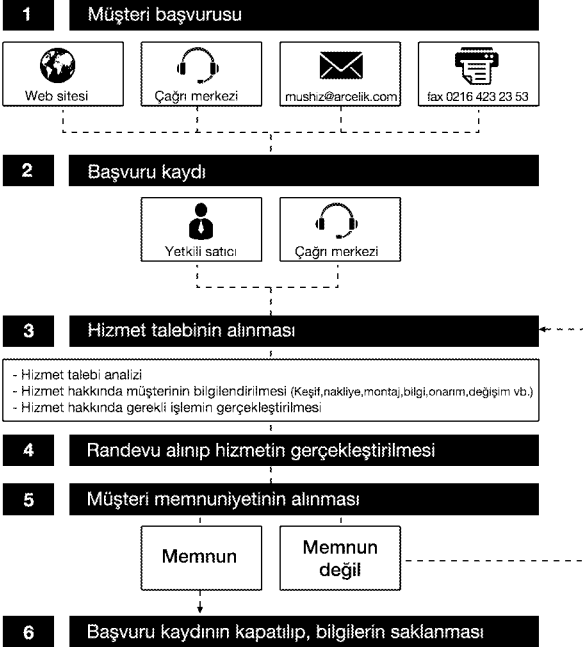 1 Müşteri başvurusu
Web sitesi
Çağrı merkezi
mushiz@arcelik.com
fax 0216 423 23 53
2 Başvuru kaydı
Yetkili satıcı
Çağrı merkezi
3 Hizmet talebinin alınması
- Hizmet talebi analizi
- Hizmet hakkında müşterinin bilgilendirilmesi (Keşif,nakliye,montaj,bilgi,onarım,değişim vb.)
- Hizmet hakkında gerekli işlemin gerçekleştirilmesi
4 Randevu alınıp hizmetin gerçekleştirilmesi
5 Müşteri memnuniyetinin alınması
Memnun
Memnun
değil
6 Başvuru kaydının kapatılıp, bilgilerin saklanması